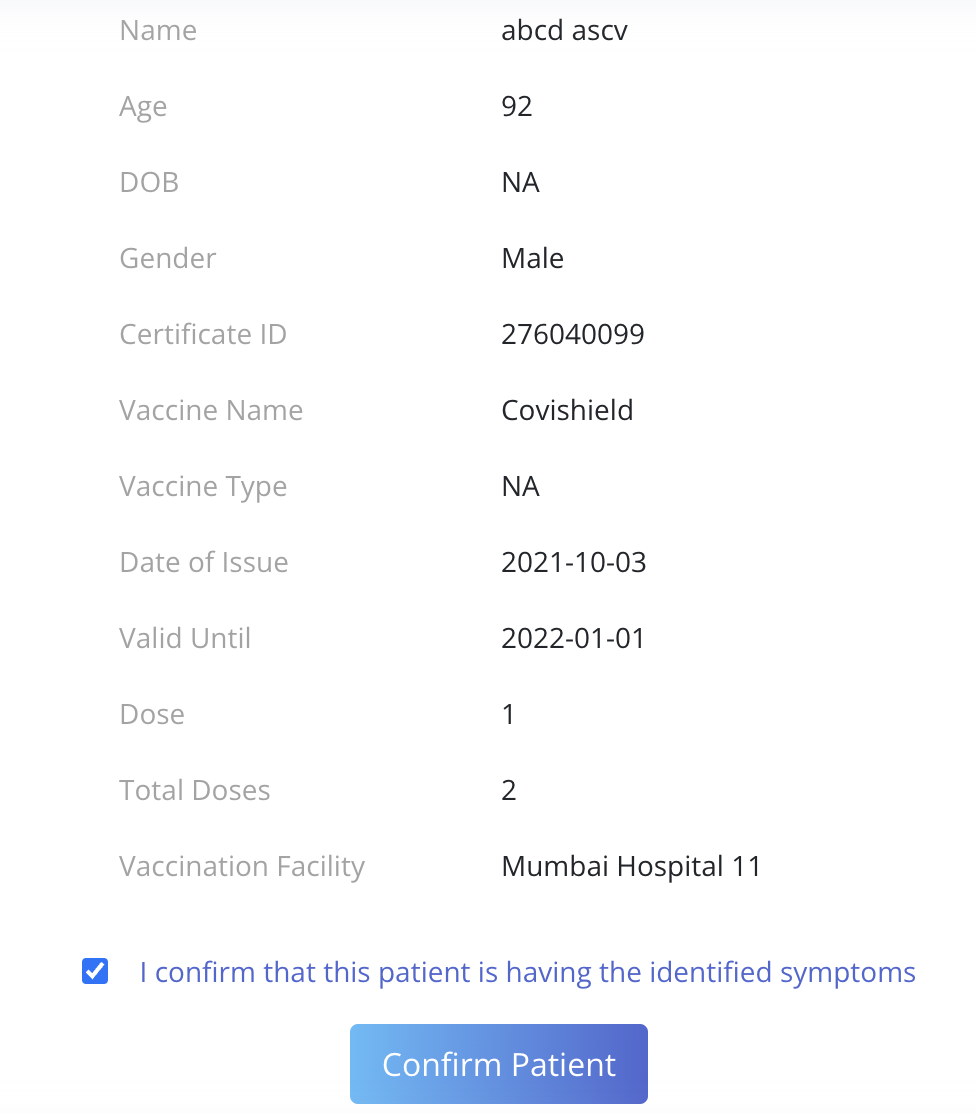 Name abcd ascv
Age 92
DOB NA
Gender Male
Certificate ID 276040099
Vaccine Name Covishield
Vaccine Type NA
Date of Issue 2021-10-03
Valid Until 2022-01-01
Dose 1
Total Doses 2
Vaccination Facility Mumbai Hospital 11
I confirm that this patient is having the identified symptoms
Confirm Patient